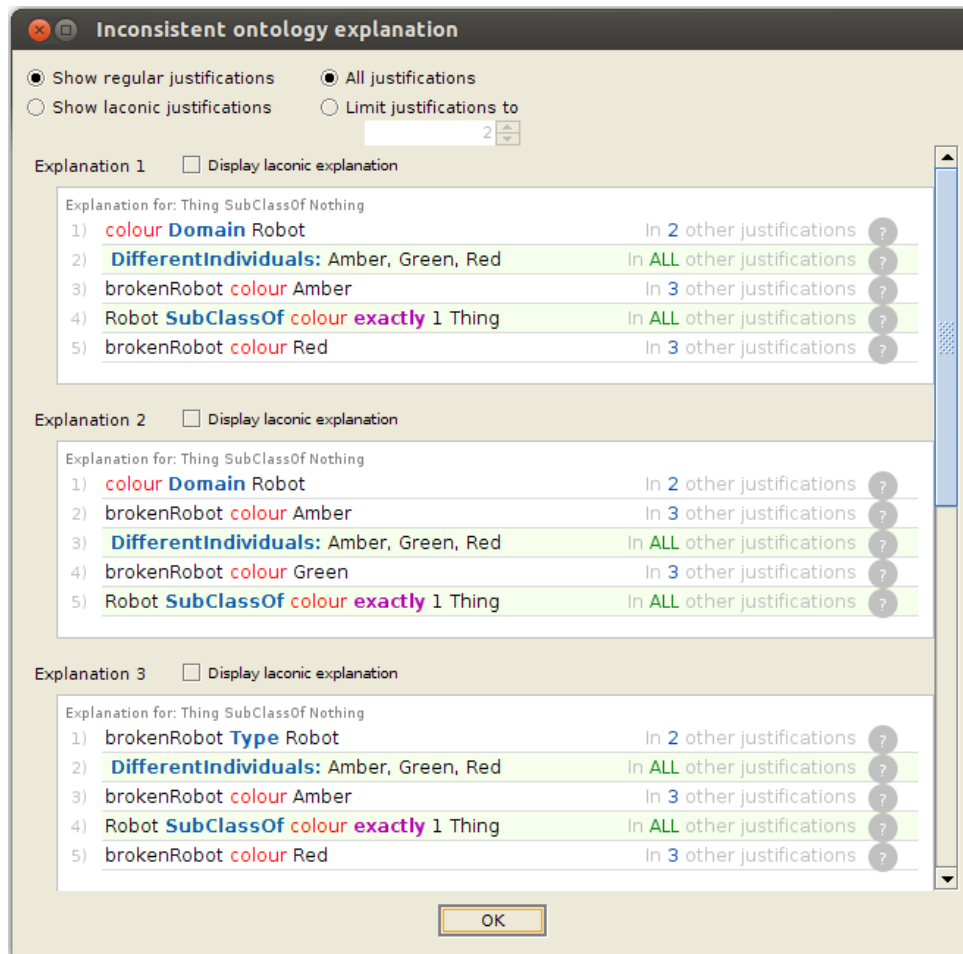 Inconsistent ontology explanation
Show regular justifications All justifications
Show laconic justifications Limit justifications to
2
Explanation 1 Display laconic explanation
Explanation for: Thing SubClassOf Nothing
1) colour Domain Robot In 2 other justifications ?
2) DifferentIndividuals: Amber, Green, Red In ALL other justifications ?
3) brokenRobot colour Amber In 3 other justifications ?
4) Robot SubClassOf colour exactly 1 Thing In ALL other justifications ?
5) brokenRobot colour Red In 3 other justifications ?
Explanation 2 Display laconic explanation
Explanation for: Thing SubClassOf Nothing
1) colour Domain Robot In 2 other justifications ?
2) brokenRobot colour Amber In 3 other justifications ?
3) DifferentIndividuals: Amber, Green, Red In ALL other justifications ?
4) brokenRobot colour Green In 3 other justifications ?
5) Robot SubClassOf colour exactly 1 Thing In ALL other justifications ?
Explanation 3 Display laconic explanation
Explanation for: Thing SubClassOf Nothing
1) brokenRobot Type Robot In 2 other justifications ?
2) DifferentIndividuals: Amber, Green, Red In ALL other justifications ?
3) brokenRobot colour Amber In 3 other justifications ?
4) Robot SubClassOf colour exactly 1 Thing In ALL other justifications ?
5) brokenRobot colour Red In 3 other justifications ?
OK